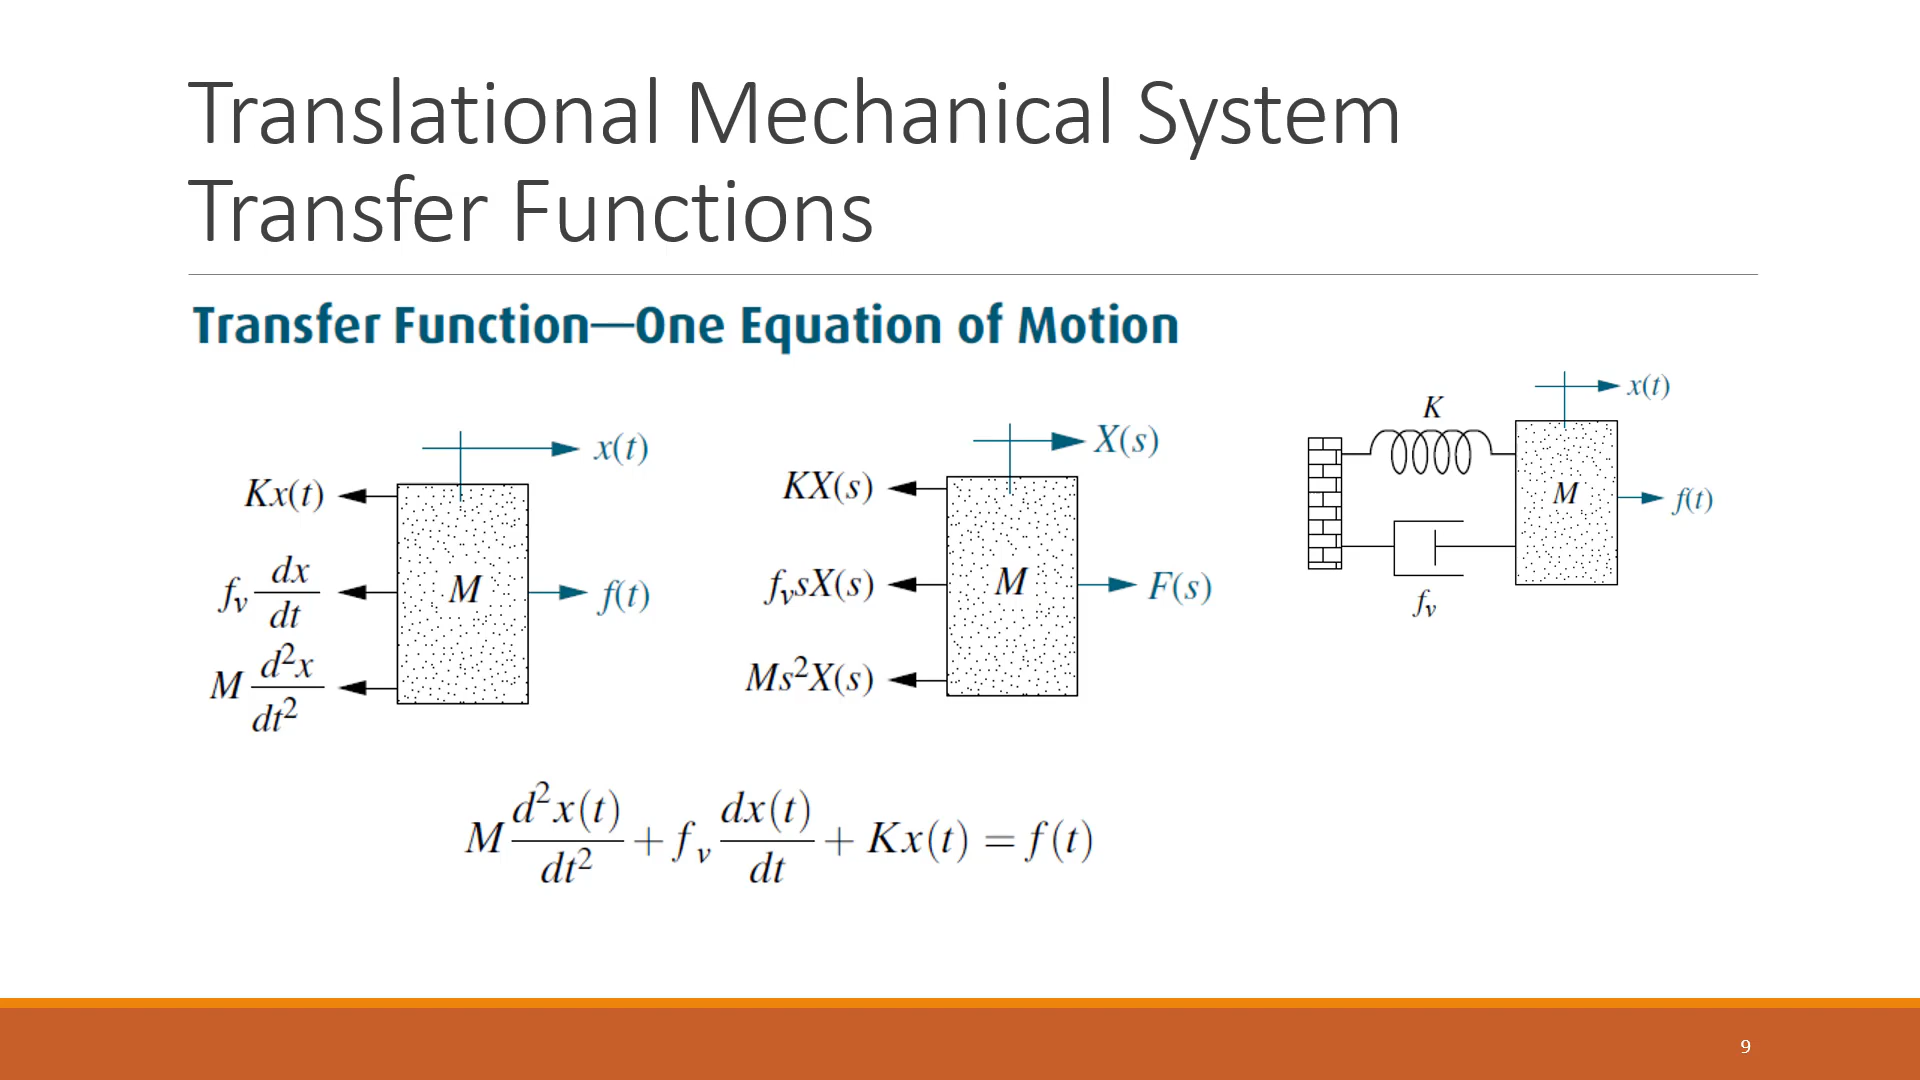 Translational Mechanical System
Transfer Functions
Transfer Function—One Equation of Motion
x(t)
Kx(t)
f_v dx/dt
M d²x/dt²
M
f(t)
X(s)
KX(s)
f_v sX(s)
Ms²X(s)
M
F(s)
x(t)
K
M
f(t)
f_v
M d²x(t)/dt² + f_v dx(t)/dt + Kx(t) = f(t)
9